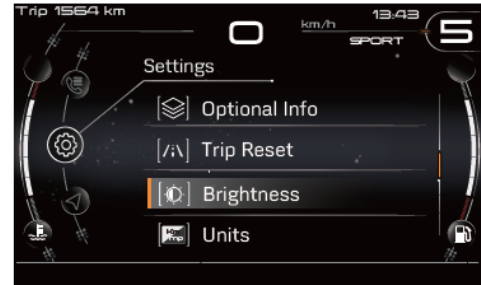 Trip 1564 km
0
km/h
13:43
SPORT
5
Settings
Optional Info
Trip Reset
Brightness
Units